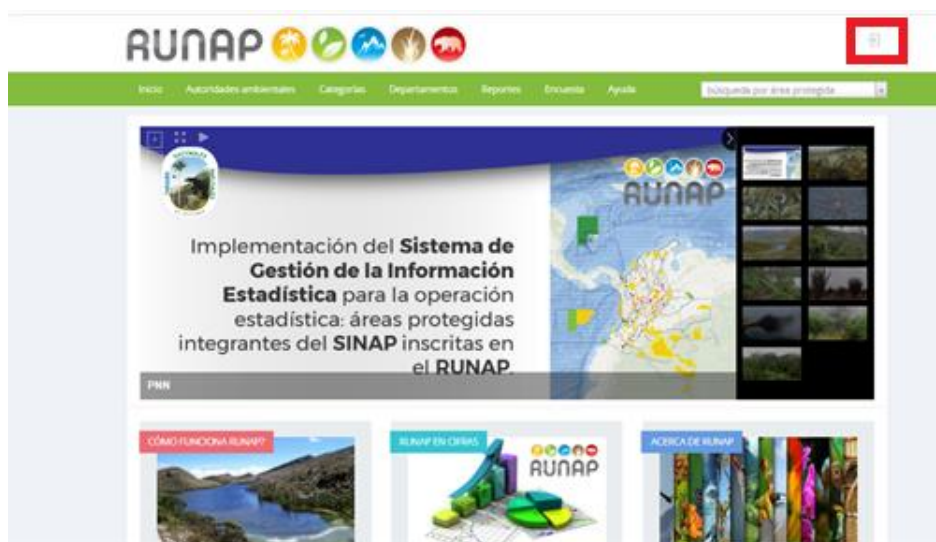 RUNAP
Inicio Autoridades ambientales Categorías Departamentos Reportes Encuesta Ayuda búsqueda por área protegida
RUNAP
Implementación del Sistema de
Gestión de la Información
Estadística para la operación
estadística: áreas protegidas
integrantes del SINAP inscritas en
el RUNAP.
PNN
CÓMO FUNCIONA RUNAP?
RUNAP EN CIFRAS
ACERCA DE RUNAP
RUNAP